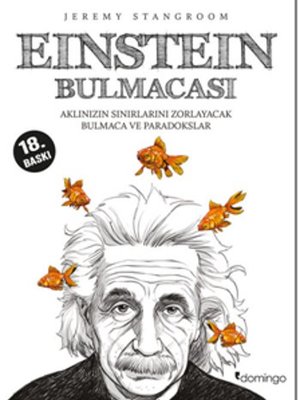 JEREMY STANGROOM
EINSTEIN
BULMACASI
AKLINIZIN SINIRLARINI ZORLAYACAK
BULMACA VE PARADOKSLAR
18.
BASKI
domingo